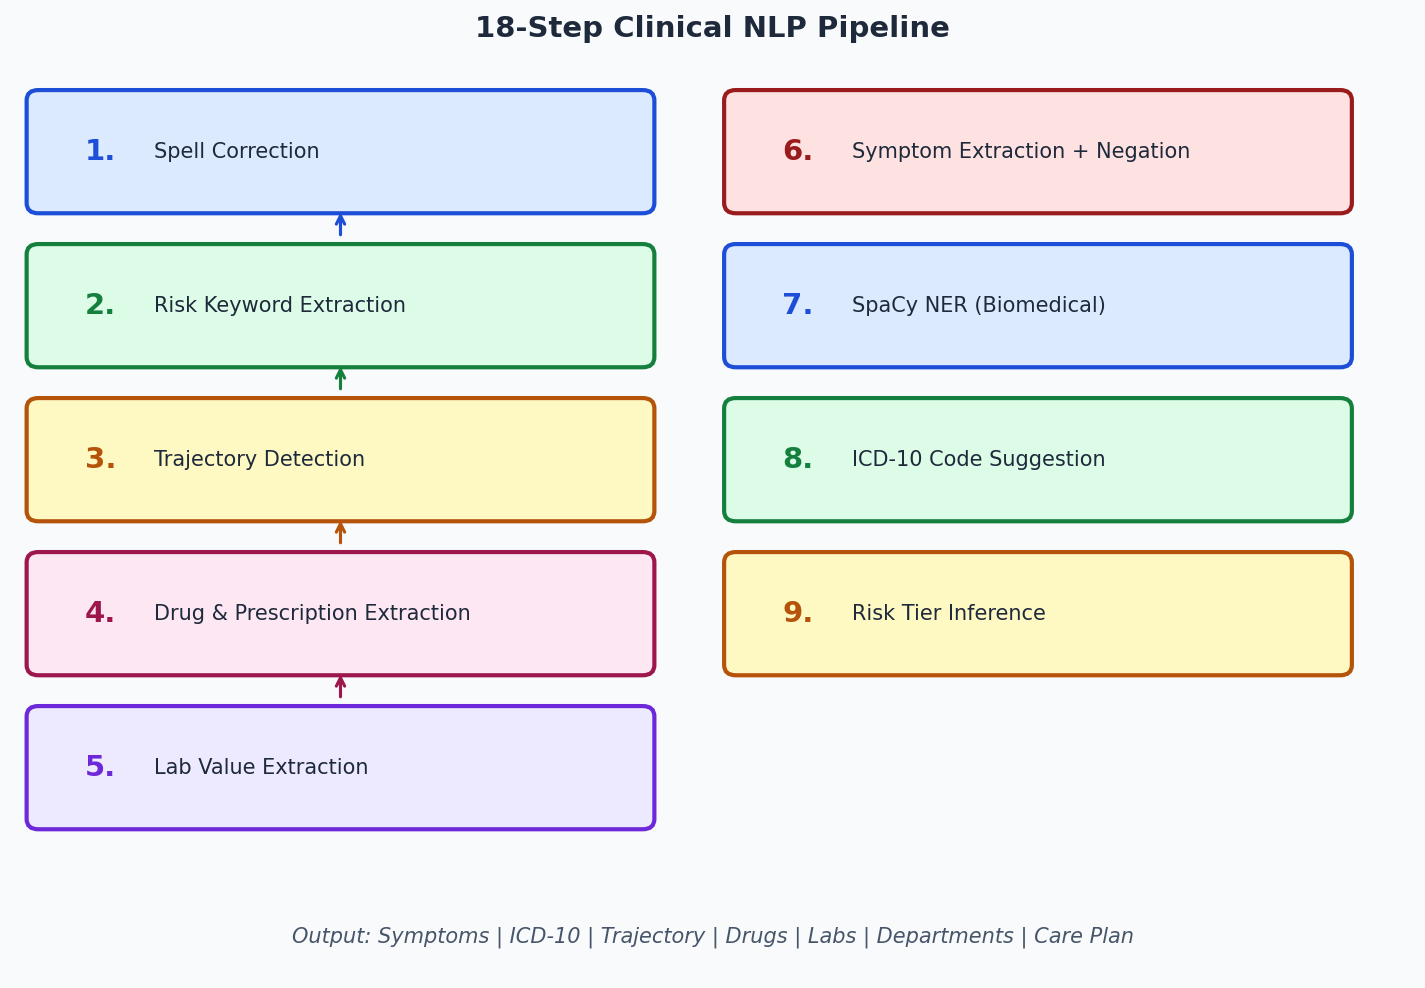 18-Step Clinical NLP Pipeline
1. Spell Correction
2. Risk Keyword Extraction
3. Trajectory Detection
4. Drug & Prescription Extraction
5. Lab Value Extraction
6. Symptom Extraction + Negation
7. SpaCy NER (Biomedical)
8. ICD-10 Code Suggestion
9. Risk Tier Inference
Output: Symptoms | ICD-10 | Trajectory | Drugs | Labs | Departments | Care Plan